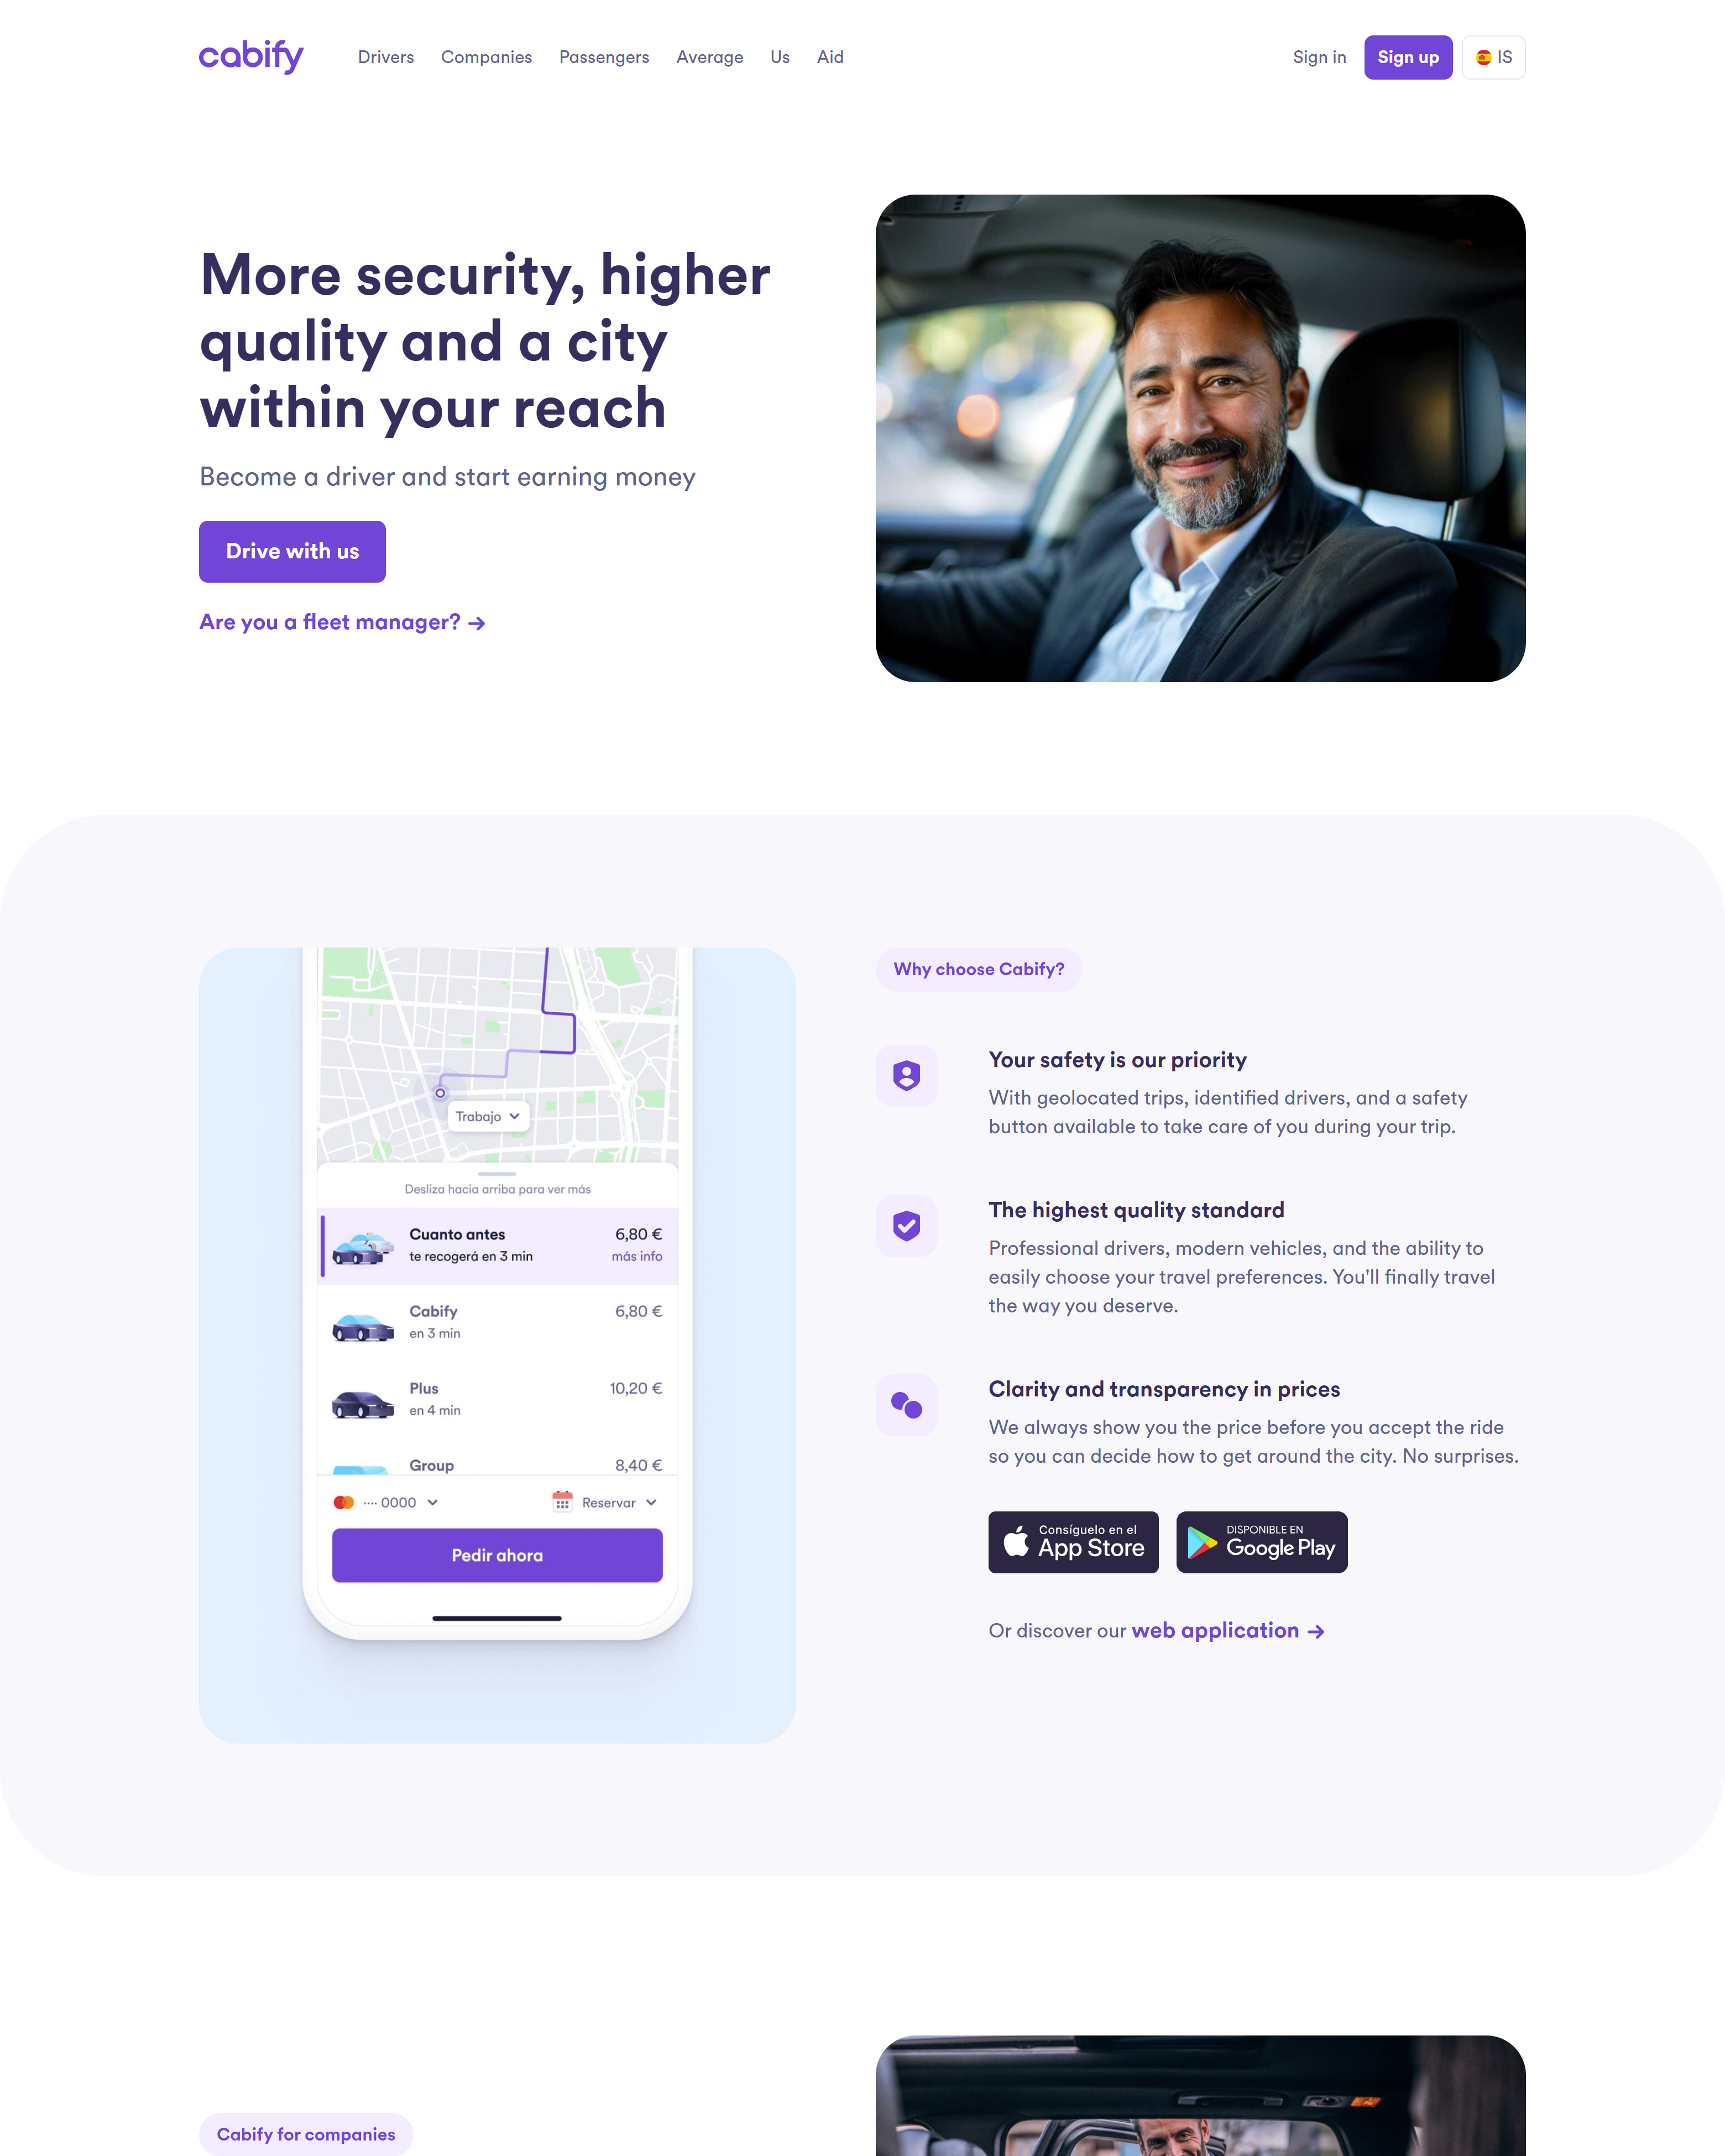 cabify
Drivers Companies Passengers Average Us Aid
Sign in Sign up IS
More security, higher
quality and a city
within your reach
Become a driver and start earning money
Drive with us
Are you a fleet manager? →
Trabajo
Desliza hacia arriba para ver más
Cuanto antes 6,80 €
te recogerá en 3 min más info
Cabify 6,80 €
en 3 min
Plus 10,20 €
en 4 min
Group 8,40 €
···· 0000 Reservar
Pedir ahora
Why choose Cabify?
Your safety is our priority
With geolocated trips, identified drivers, and a safety
button available to take care of you during your trip.
The highest quality standard
Professional drivers, modern vehicles, and the ability to
easily choose your travel preferences. You'll finally travel
the way you deserve.
Clarity and transparency in prices
We always show you the price before you accept the ride
so you can decide how to get around the city. No surprises.
Consíguelo en el
App Store
DISPONIBLE EN
Google Play
Or discover our web application →
Cabify for companies